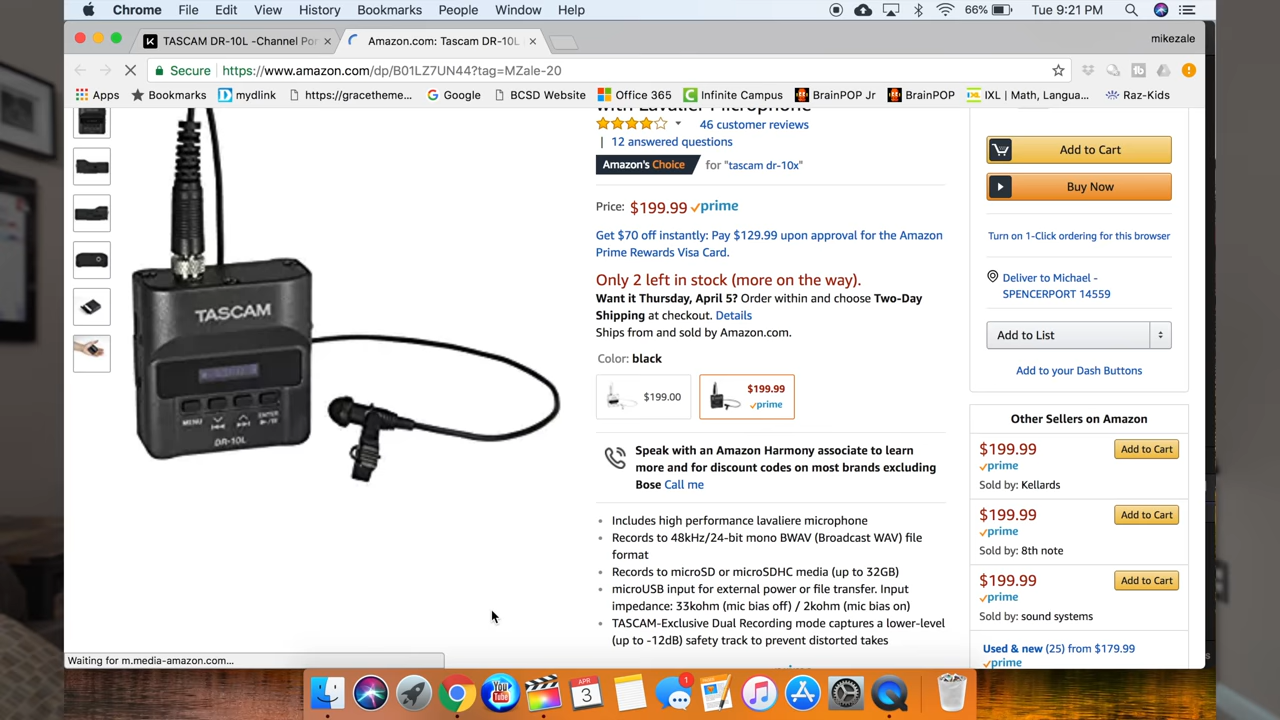 Chrome File Edit View History Bookmarks People Window Help 66% Tue 9:21 PM
TASCAM DR-10L -Channel Por × Amazon.com: Tascam DR-10L × mikezale
Secure https://www.amazon.com/dp/B01LZ7UN44?tag=MZale-20
Apps Bookmarks mydlink https://gracetheme... Google DCSD Website Office 365 Infinite Campus BrainPOP Jr BrainPOP IXL | Math, Langua... Raz-Kids
with Lavalier Microphone
46 customer reviews
| 12 answered questions
Amazon's Choice for "tascam dr-10x"
Price: $199.99 prime
Get $70 off instantly: Pay $129.99 upon approval for the Amazon
Prime Rewards Visa Card.
Only 2 left in stock (more on the way).
Want it Thursday, April 5? Order within and choose Two-Day
Shipping at checkout. Details
Ships from and sold by Amazon.com.
Color: black
$199.00
$199.99
prime
Speak with an Amazon Harmony associate to learn
more and for discount codes on most brands excluding
Bose Call me
• Includes high performance lavaliere microphone
• Records to 48kHz/24-bit mono BWAV (Broadcast WAV) file
format
• Records to microSD or microSDHC media (up to 32GB)
• microUSB input for external power or file transfer. Input
impedance: 33kohm (mic bias off) / 2kohm (mic bias on)
• TASCAM-Exclusive Dual Recording mode captures a lower-level
(up to -12dB) safety track to prevent distorted takes
Add to Cart
Buy Now
Turn on 1-Click ordering for this browser
Deliver to Michael -
SPENCERPORT 14559
Add to List
Add to your Dash Buttons
Other Sellers on Amazon
$199.99 Add to Cart
prime
Sold by: Kellards
$199.99 Add to Cart
prime
Sold by: 8th note
$199.99 Add to Cart
prime
Sold by: sound systems
Used & new (25) from $179.99
prime
TASCAM
MENU ENTER
DR-10L
Waiting for m.media-amazon.com...
You
Tube
APR
3
1